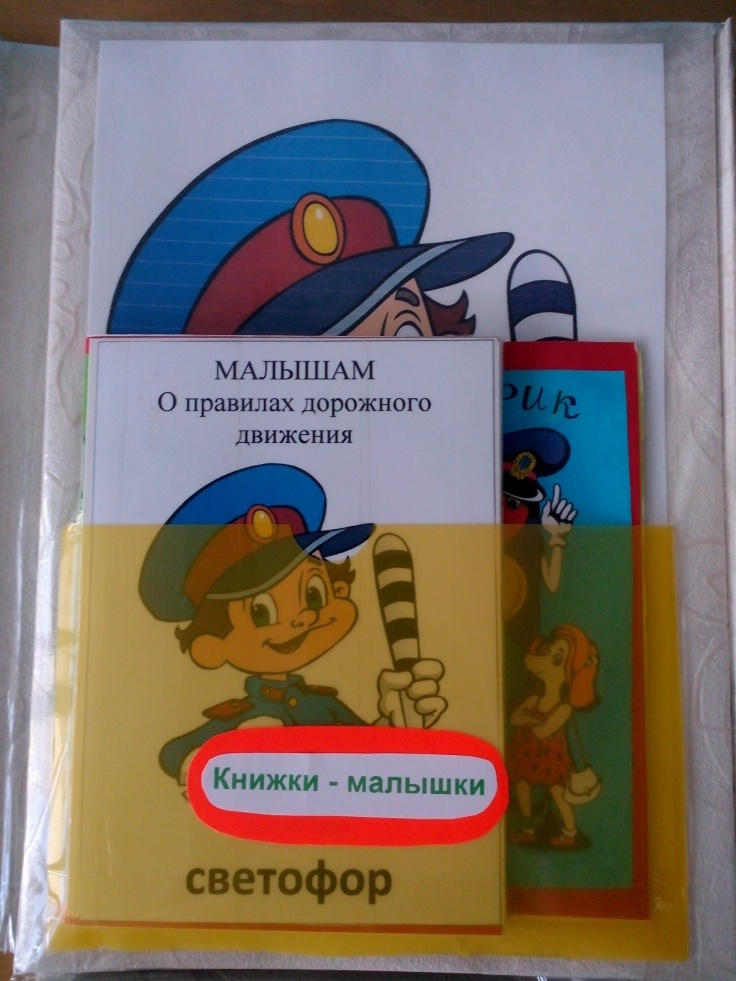 МАЛЫШАМ
О правилах дорожного
движения
Книжки - малышки
светофор